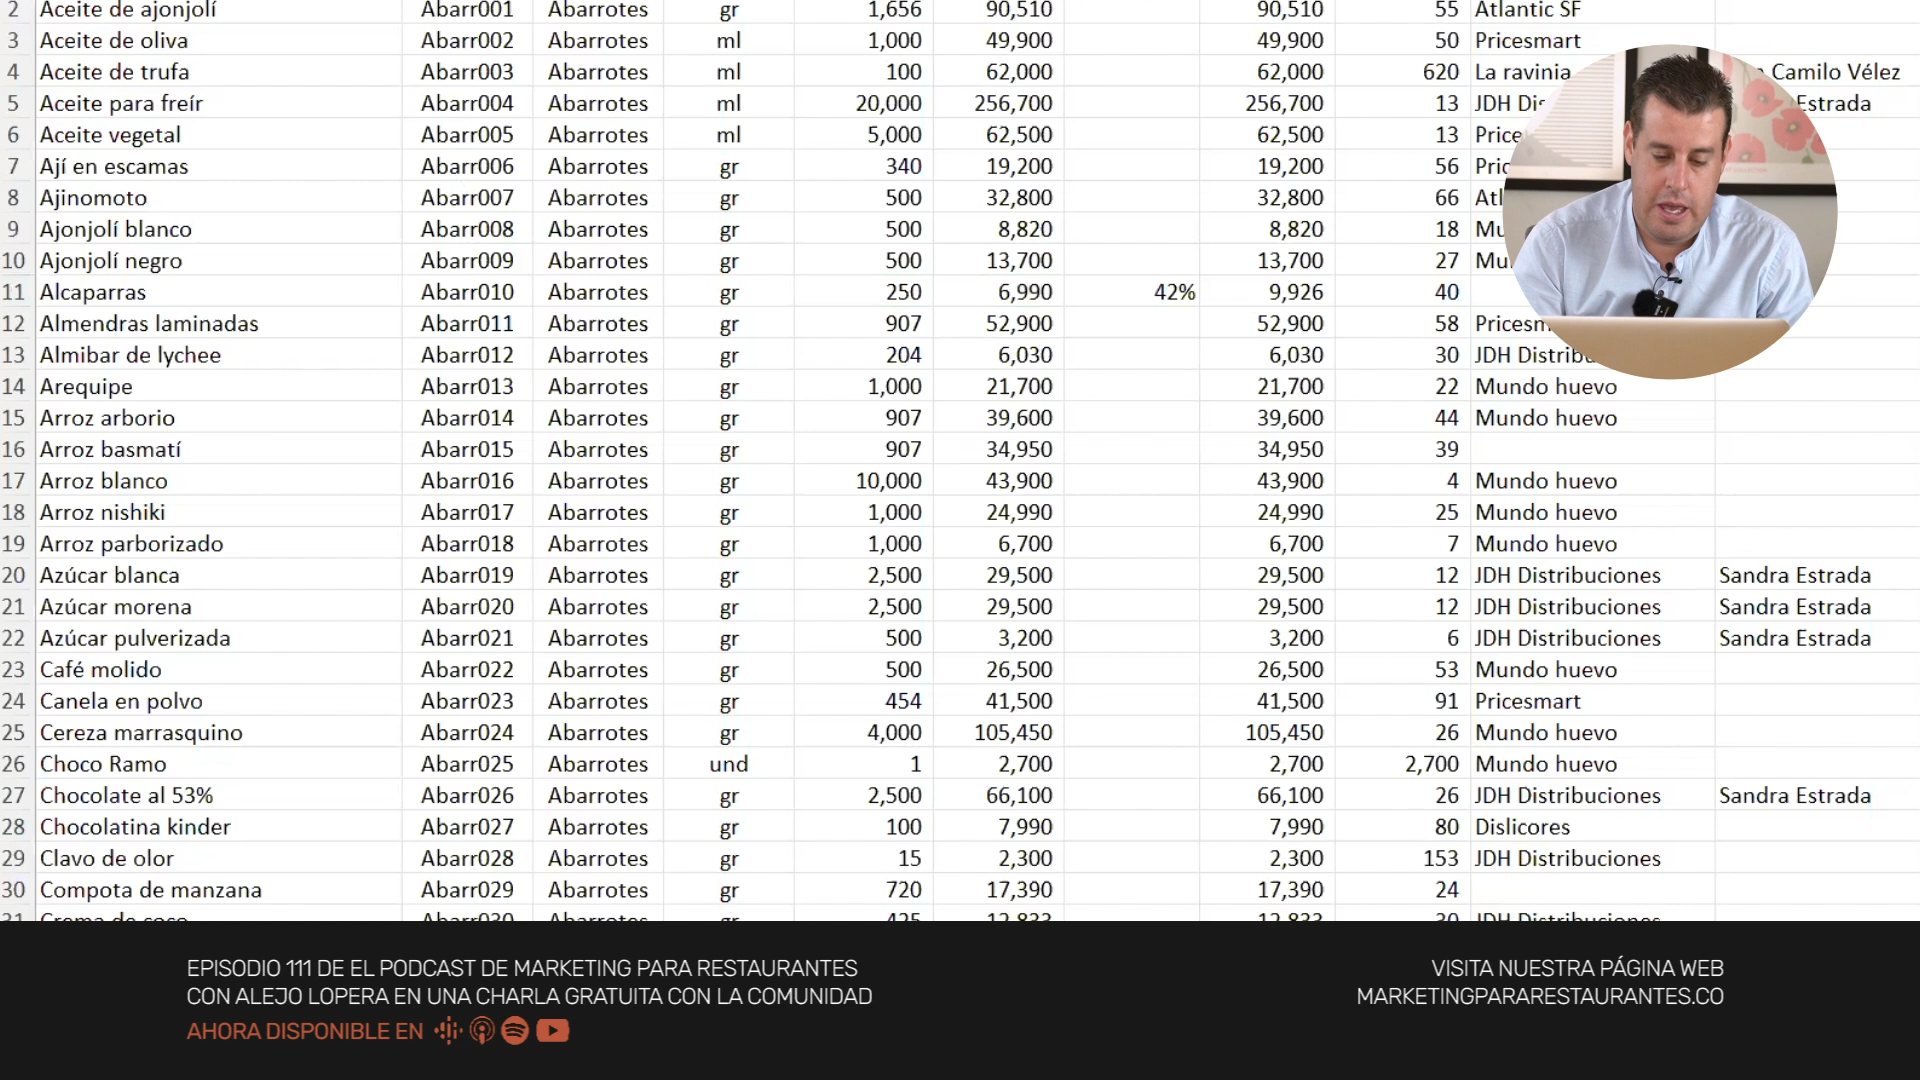 2 Aceite de ajonjolí Abarr001 Abarrotes gr 1,656 90,510 90,510 55 Atlantic SF
3 Aceite de oliva Abarr002 Abarrotes ml 1,000 49,900 49,900 50 Pricesmart
4 Aceite de trufa Abarr003 Abarrotes ml 100 62,000 62,000 620 La ravinia Camilo Vélez
5 Aceite para freír Abarr004 Abarrotes ml 20,000 256,700 256,700 13 JDH Estrada
6 Aceite vegetal Abarr005 Abarrotes ml 5,000 62,500 62,500 13
7 Ají en escamas Abarr006 Abarrotes gr 340 19,200 19,200 56
8 Ajinomoto Abarr007 Abarrotes gr 500 32,800 32,800 66
9 Ajonjolí blanco Abarr008 Abarrotes gr 500 8,820 8,820 18
10 Ajonjolí negro Abarr009 Abarrotes gr 500 13,700 13,700 27
11 Alcaparras Abarr010 Abarrotes gr 250 6,990 42% 9,926 40
12 Almendras laminadas Abarr011 Abarrotes gr 907 52,900 52,900 58
13 Almibar de lychee Abarr012 Abarrotes gr 204 6,030 6,030 30 JDH
14 Arequipe Abarr013 Abarrotes gr 1,000 21,700 21,700 22 Mundo huevo
15 Arroz arborio Abarr014 Abarrotes gr 907 39,600 39,600 44 Mundo huevo
16 Arroz basmatí Abarr015 Abarrotes gr 907 34,950 34,950 39
17 Arroz blanco Abarr016 Abarrotes gr 10,000 43,900 43,900 4 Mundo huevo
18 Arroz nishiki Abarr017 Abarrotes gr 1,000 24,990 24,990 25 Mundo huevo
19 Arroz parborizado Abarr018 Abarrotes gr 1,000 6,700 6,700 7 Mundo huevo
20 Azúcar blanca Abarr019 Abarrotes gr 2,500 29,500 29,500 12 JDH Distribuciones Sandra Estrada
21 Azúcar morena Abarr020 Abarrotes gr 2,500 29,500 29,500 12 JDH Distribuciones Sandra Estrada
22 Azúcar pulverizada Abarr021 Abarrotes gr 500 3,200 3,200 6 JDH Distribuciones Sandra Estrada
23 Café molido Abarr022 Abarrotes gr 500 26,500 26,500 53 Mundo huevo
24 Canela en polvo Abarr023 Abarrotes gr 454 41,500 41,500 91 Pricesmart
25 Cereza marrasquino Abarr024 Abarrotes gr 4,000 105,450 105,450 26 Mundo huevo
26 Choco Ramo Abarr025 Abarrotes und 1 2,700 2,700 2,700 Mundo huevo
27 Chocolate al 53% Abarr026 Abarrotes gr 2,500 66,100 66,100 26 JDH Distribuciones Sandra Estrada
28 Chocolatina kinder Abarr027 Abarrotes gr 100 7,990 7,990 80 Dislicores
29 Clavo de olor Abarr028 Abarrotes gr 15 2,300 2,300 153 JDH Distribuciones
30 Compota de manzana Abarr029 Abarrotes gr 720 17,390 17,390 24
EPISODIO 111 DE EL PODCAST DE MARKETING PARA RESTAURANTES
CON ALEJO LOPERA EN UNA CHARLA GRATUITA CON LA COMUNIDAD
AHORA DISPONIBLE EN
VISITA NUESTRA PÁGINA WEB
MARKETINGPARARESTAURANTES.CO